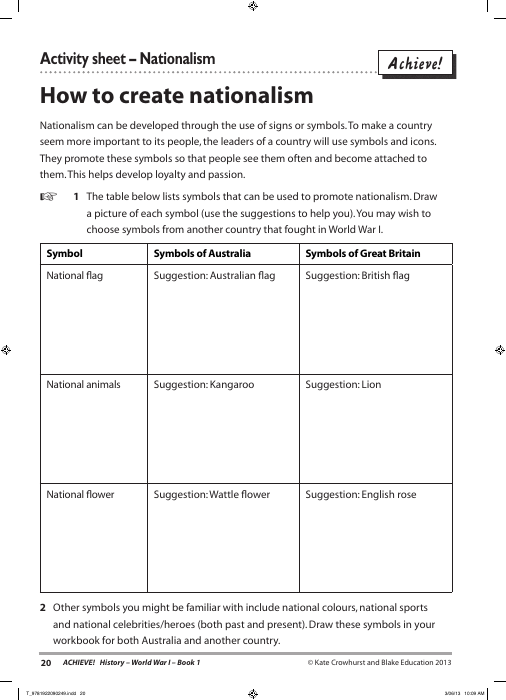 Activity sheet – Nationalism
Achieve!
How to create nationalism
Nationalism can be developed through the use of signs or symbols. To make a country
seem more important to its people, the leaders of a country will use symbols and icons.
They promote these symbols so that people see them often and become attached to
them. This helps develop loyalty and passion.
1 The table below lists symbols that can be used to promote nationalism. Draw
a picture of each symbol (use the suggestions to help you). You may wish to
choose symbols from another country that fought in World War I.
Symbol Symbols of Australia Symbols of Great Britain
National flag Suggestion: Australian flag Suggestion: British flag
National animals Suggestion: Kangaroo Suggestion: Lion
National flower Suggestion: Wattle flower Suggestion: English rose
2 Other symbols you might be familiar with include national colours, national sports
and national celebrities/heroes (both past and present). Draw these symbols in your
workbook for both Australia and another country.
20 ACHIEVE! History – World War I – Book 1 © Kate Crowhurst and Blake Education 2013
T_9781922090249.indd 20 3/06/13 10:09 AM